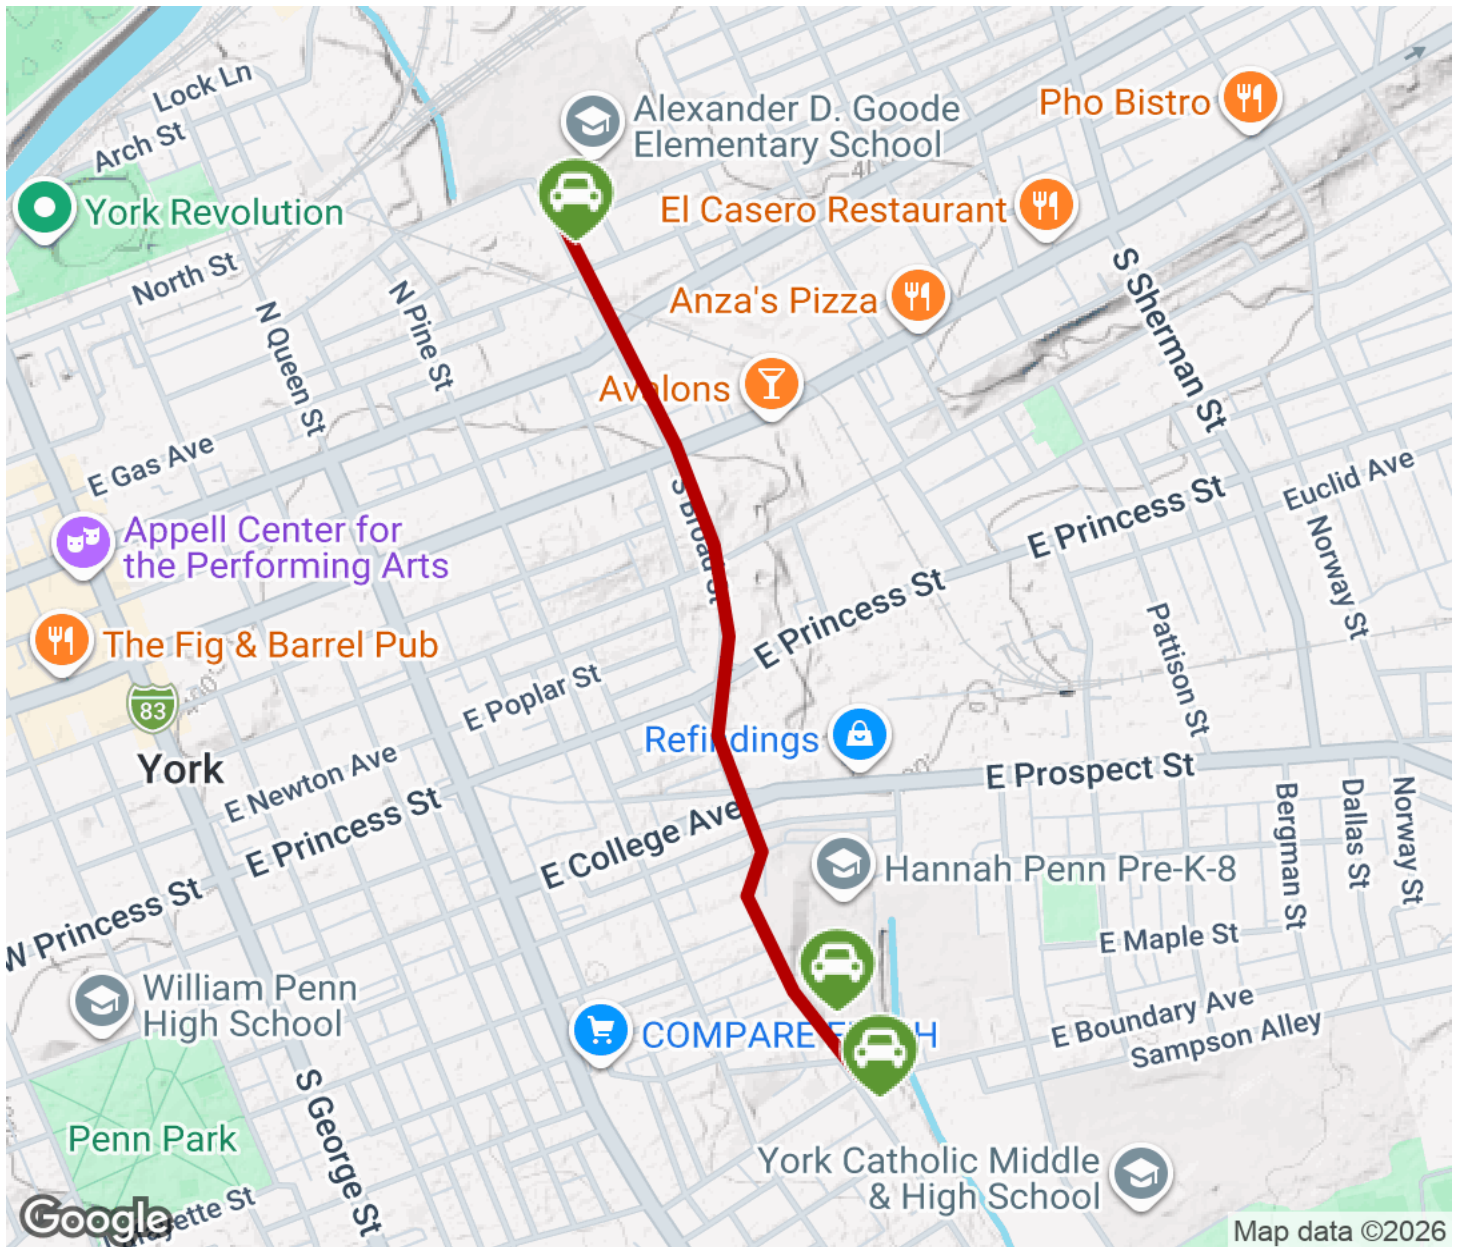 Lock Ln
Arch St
Alexander D. Goode
Elementary School
Pho Bistro
York Revolution
El Casero Restaurant
North St
N Pine St
N Queen St
Anza's Pizza
S Sherman St
Avalons
E Gas Ave
Euclid Ave
E Princess St
S Broad St
Appell Center for
the Performing Arts
Norway St
E Princess St
Pattison St
The Fig & Barrel Pub
E Poplar St
83
Refindings
York
E Newton Ave
E Prospect St
E Princess St
E College Ave
Bergman St
Dallas St
Norway St
Hannah Penn Pre-K-8
W Princess St
E Maple St
William Penn
High School
E Boundary Ave
COMPARE
Sampson Alley
S George St
Penn Park
York Catholic Middle
& High School
Google
Map data ©2026